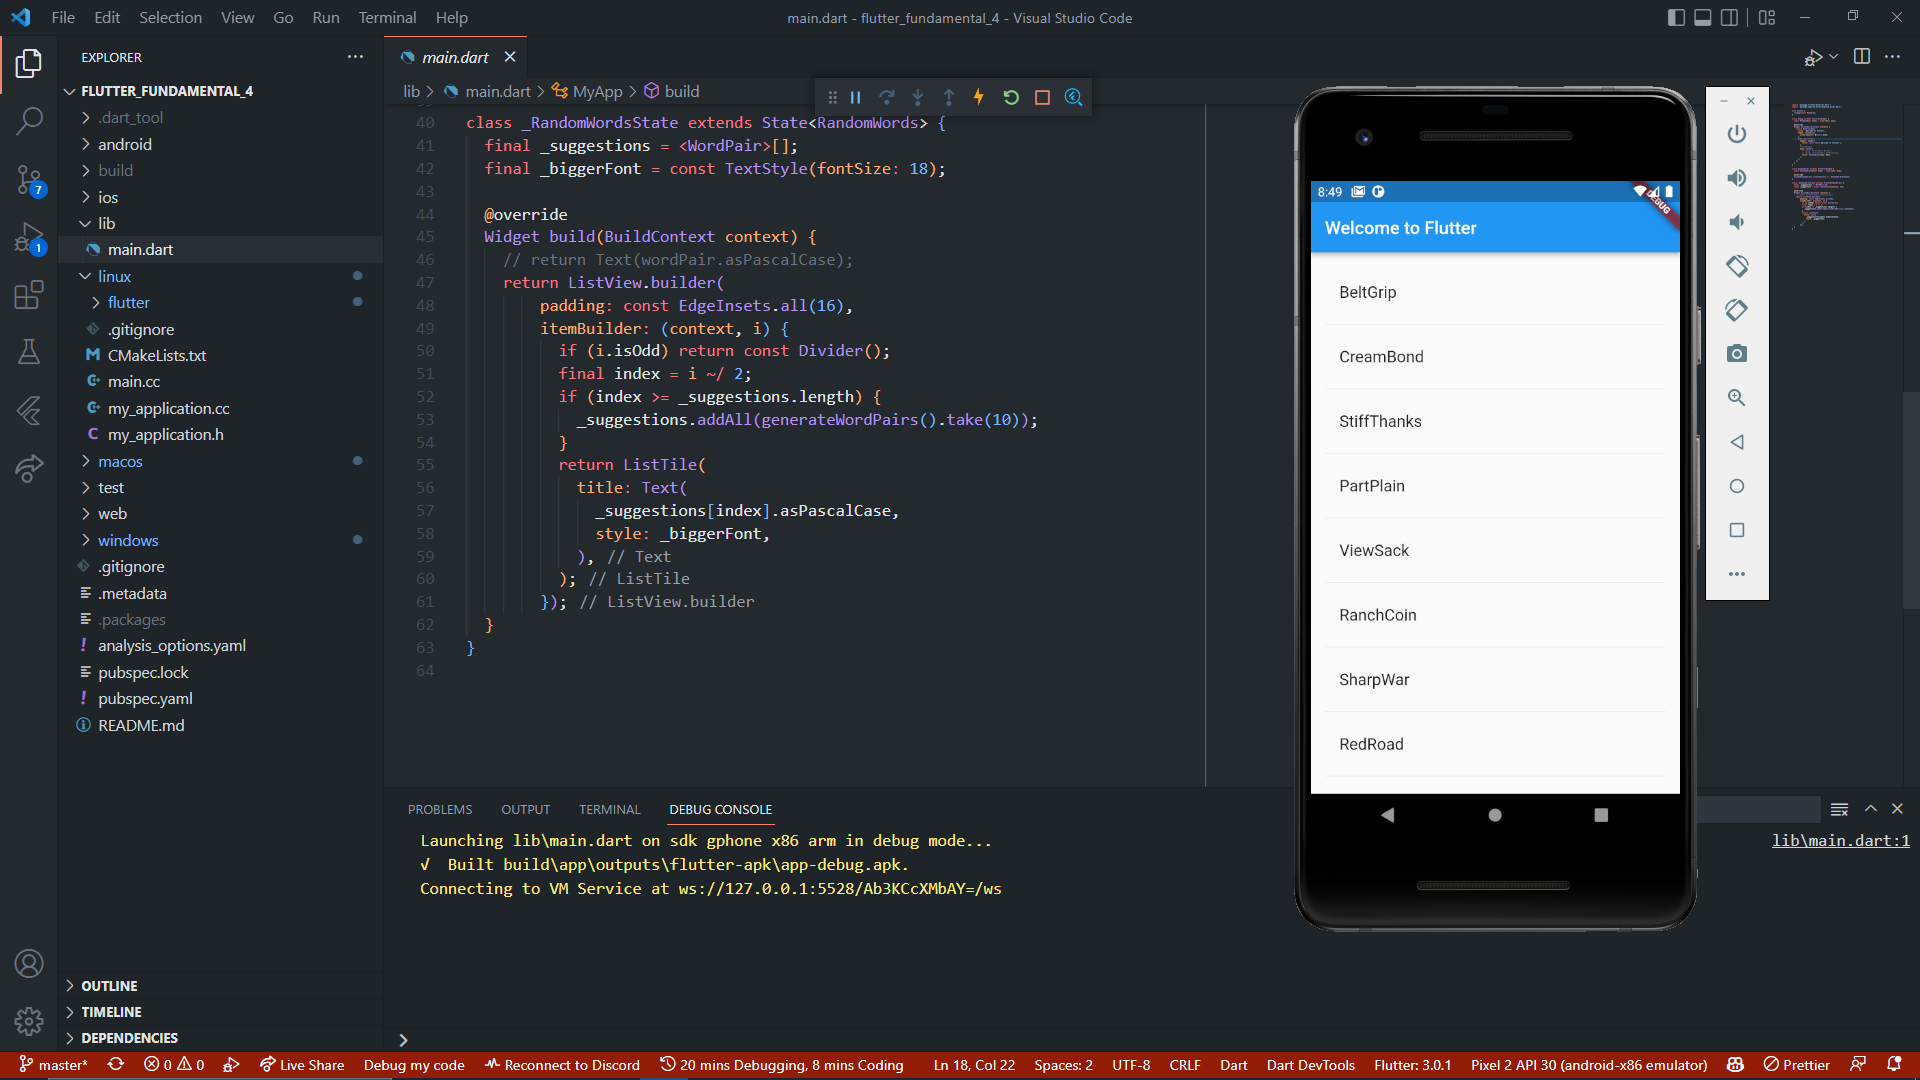 File Edit Selection View Go Run Terminal Help
main.dart - flutter_fundamental_4 - Visual Studio Code
EXPLORER
FLUTTER_FUNDAMENTAL_4
.dart_tool
android
build
ios
lib
main.dart
linux
flutter
.gitignore
CMakeLists.txt
main.cc
my_application.cc
my_application.h
macos
test
web
windows
.gitignore
.metadata
.packages
analysis_options.yaml
pubspec.lock
pubspec.yaml
README.md
OUTLINE
TIMELINE
DEPENDENCIES
7
1
main.dart
lib > main.dart > MyApp > build
40 class _RandomWordsState extends State<RandomWords> {
41 final _suggestions = <WordPair>[];
42 final _biggerFont = const TextStyle(fontSize: 18);
43
44 @override
45 Widget build(BuildContext context) {
46 // return Text(wordPair.asPascalCase);
47 return ListView.builder(
48 padding: const EdgeInsets.all(16),
49 itemBuilder: (context, i) {
50 if (i.isOdd) return const Divider();
51 final index = i ~/ 2;
52 if (index >= _suggestions.length) {
53 _suggestions.addAll(generateWordPairs().take(10));
54 }
55 return ListTile(
56 title: Text(
57 _suggestions[index].asPascalCase,
58 style: _biggerFont,
59 ), // Text
60 ); // ListTile
61 }); // ListView.builder
62 }
63 }
64
8:49
DEBUG
Welcome to Flutter
BeltGrip
CreamBond
StiffThanks
PartPlain
ViewSack
RanchCoin
SharpWar
RedRoad
PROBLEMS OUTPUT TERMINAL DEBUG CONSOLE
Launching lib\main.dart on sdk gphone x86 arm in debug mode...
lib\main.dart:1
√ Built build\app\outputs\flutter-apk\app-debug.apk.
Connecting to VM Service at ws://127.0.0.1:5528/Ab3KCcXMbAY=/ws
master* 0 0 Live Share Debug my code Reconnect to Discord 20 mins Debugging, 8 mins Coding Ln 18, Col 22 Spaces: 2 UTF-8 CRLF Dart Dart DevTools Flutter: 3.0.1 Pixel 2 API 30 (android-x86 emulator) Prettier